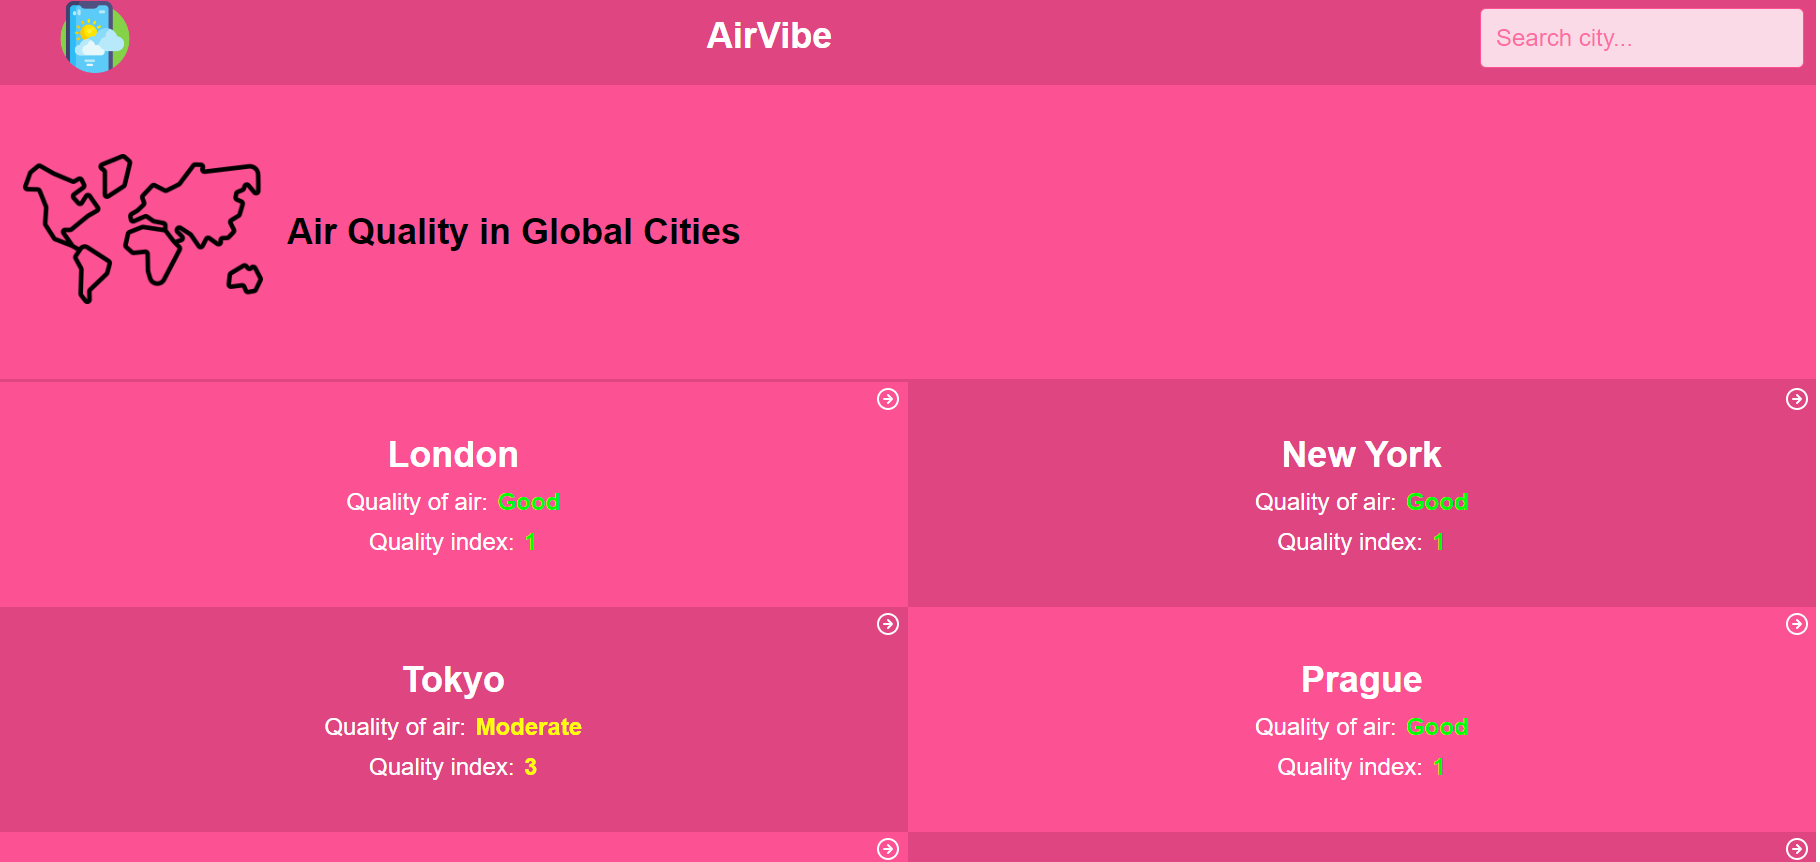 AirVibe
Search city...
Air Quality in Global Cities
London
Quality of air: Good
Quality index: 1
New York
Quality of air: Good
Quality index: 1
Tokyo
Quality of air: Moderate
Quality index: 3
Prague
Quality of air: Good
Quality index: 1